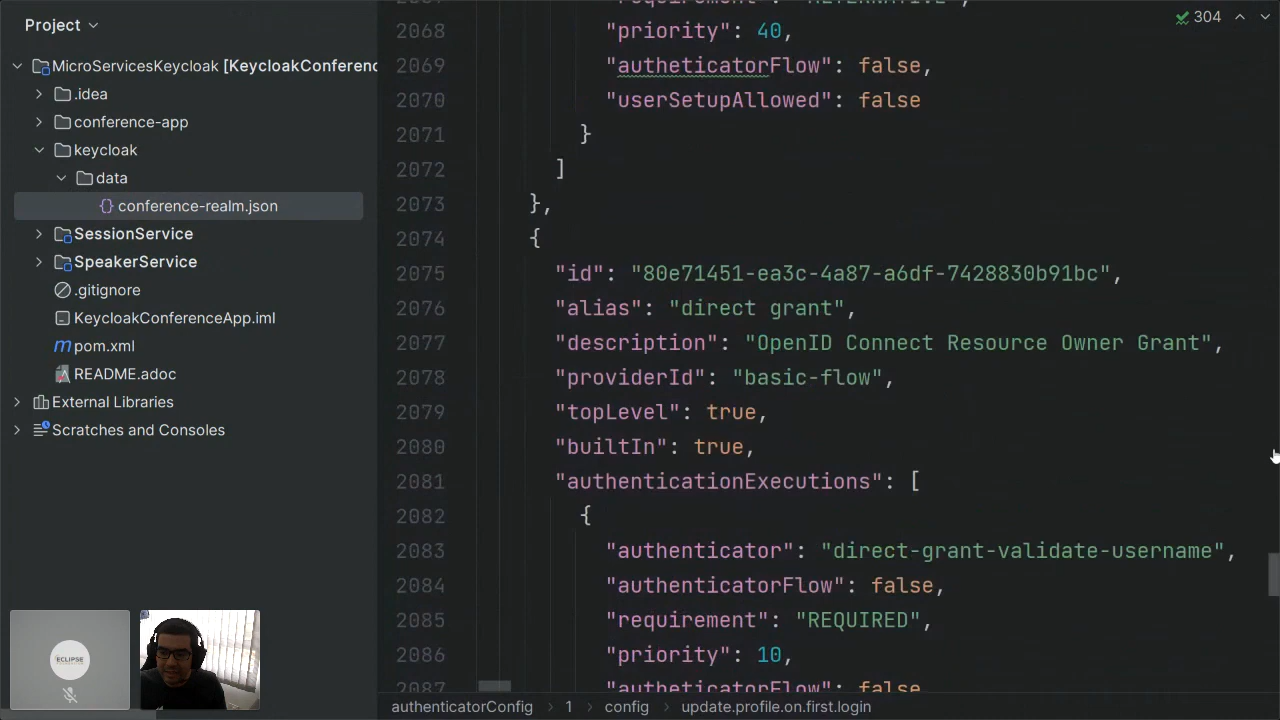 Project
MicroServicesKeycloak [KeycloakConferenc
.idea
conference-app
keycloak
data
{} conference-realm.json
SessionService
SpeakerService
.gitignore
KeycloakConferenceApp.iml
m pom.xml
README.adoc
External Libraries
Scratches and Consoles
ECLIPSE
304
2068 "priority": 40,
2069 "autheticatorFlow": false,
2070 "userSetupAllowed": false
2071 }
2072 ]
2073 },
2074 {
2075 "id": "80e71451-ea3c-4a87-a6df-7428830b91bc",
2076 "alias": "direct grant",
2077 "description": "OpenID Connect Resource Owner Grant",
2078 "providerId": "basic-flow",
2079 "topLevel": true,
2080 "builtIn": true,
2081 "authenticationExecutions": [
2082 {
2083 "authenticator": "direct-grant-validate-username",
2084 "authenticatorFlow": false,
2085 "requirement": "REQUIRED",
2086 "priority": 10,
2087 "autheticatorFlow": false
authenticatorConfig > 1 > config > update.profile.on.first.login